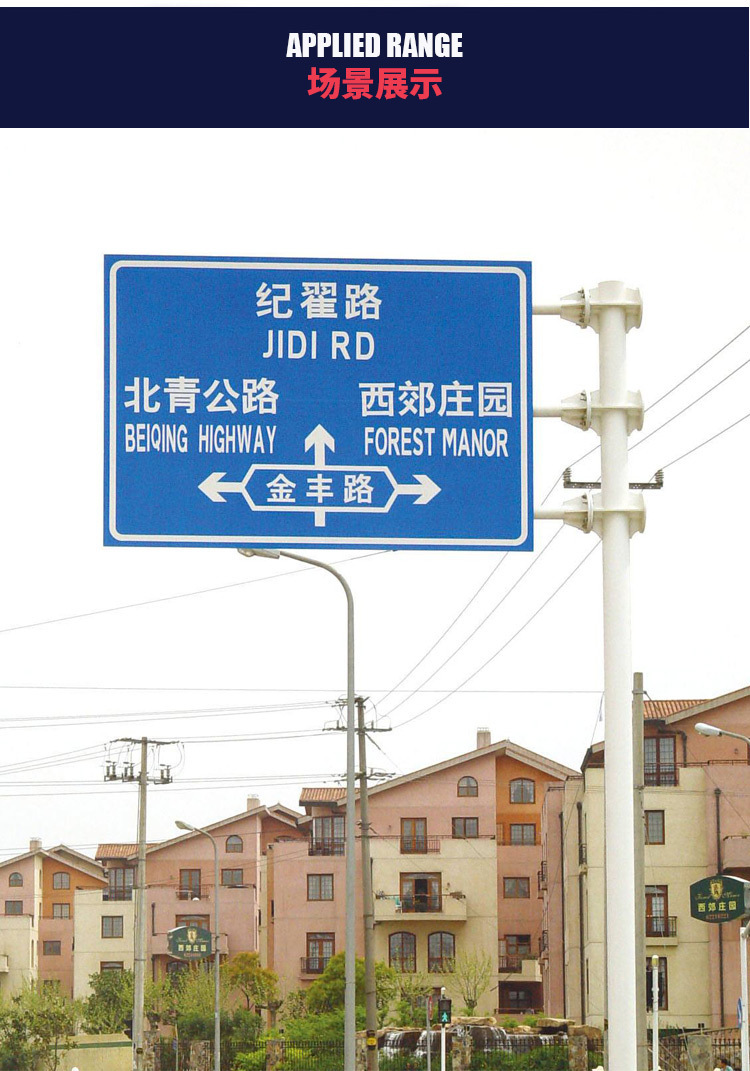 APPLIED RANGE
场景展示
纪翟路
JIDI RD
北青公路
BEIQING HIGHWAY
西郊庄园
FOREST MANOR
金丰路
西郊庄园
西郊庄园